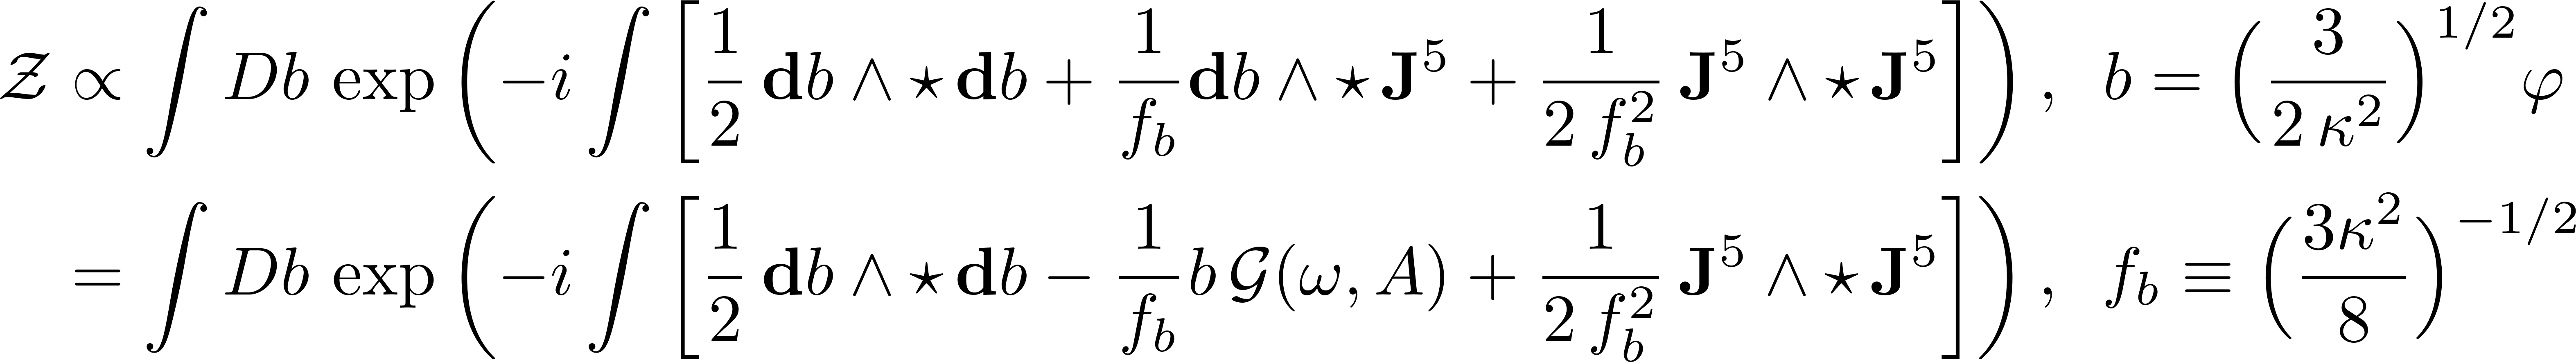 \mathcal{Z} \propto \int Db \exp\left(-i\int\left[\frac{1}{2}\mathbf{d}b \wedge \star\mathbf{d}b + \frac{1}{f_b}\mathbf{d}b \wedge \star\mathbf{J}^5 + \frac{1}{2f_b^2}\mathbf{J}^5 \wedge \star\mathbf{J}^5\right]\right), \quad b = \left(\frac{3}{2\kappa^2}\right)^{1/2}\varphi
= \int Db \exp\left(-i\int\left[\frac{1}{2}\mathbf{d}b \wedge \star\mathbf{d}b - \frac{1}{f_b}b\,\mathcal{G}(\omega, A) + \frac{1}{2f_b^2}\mathbf{J}^5 \wedge \star\mathbf{J}^5\right]\right), \quad f_b \equiv \left(\frac{3\kappa^2}{8}\right)^{-1/2}